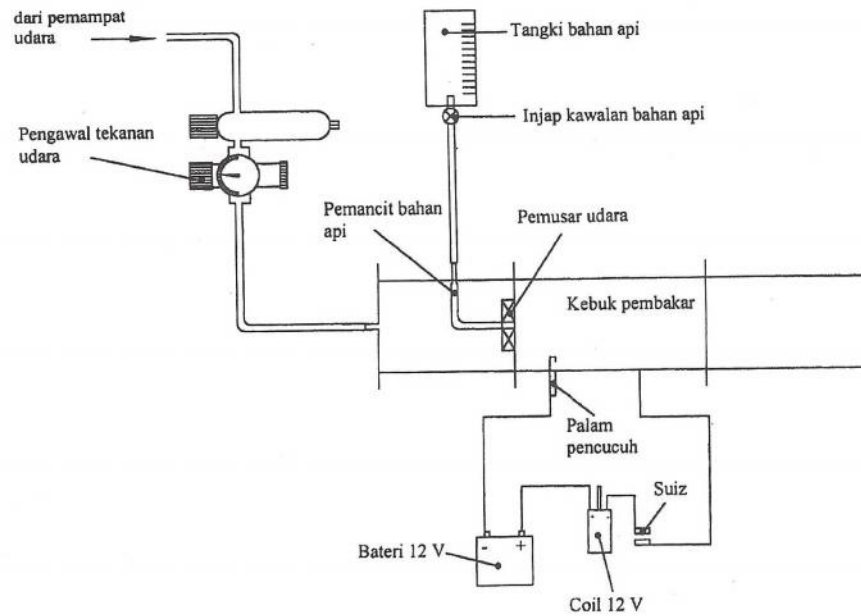 dari pemampat
udara
Tangki bahan api
Injap kawalan bahan api
Pengawal tekanan
udara
Pemancit bahan
api
Pemusar udara
Kebuk pembakar
Palam
pencucuh
Suiz
Bateri 12 V
- +
Coil 12 V